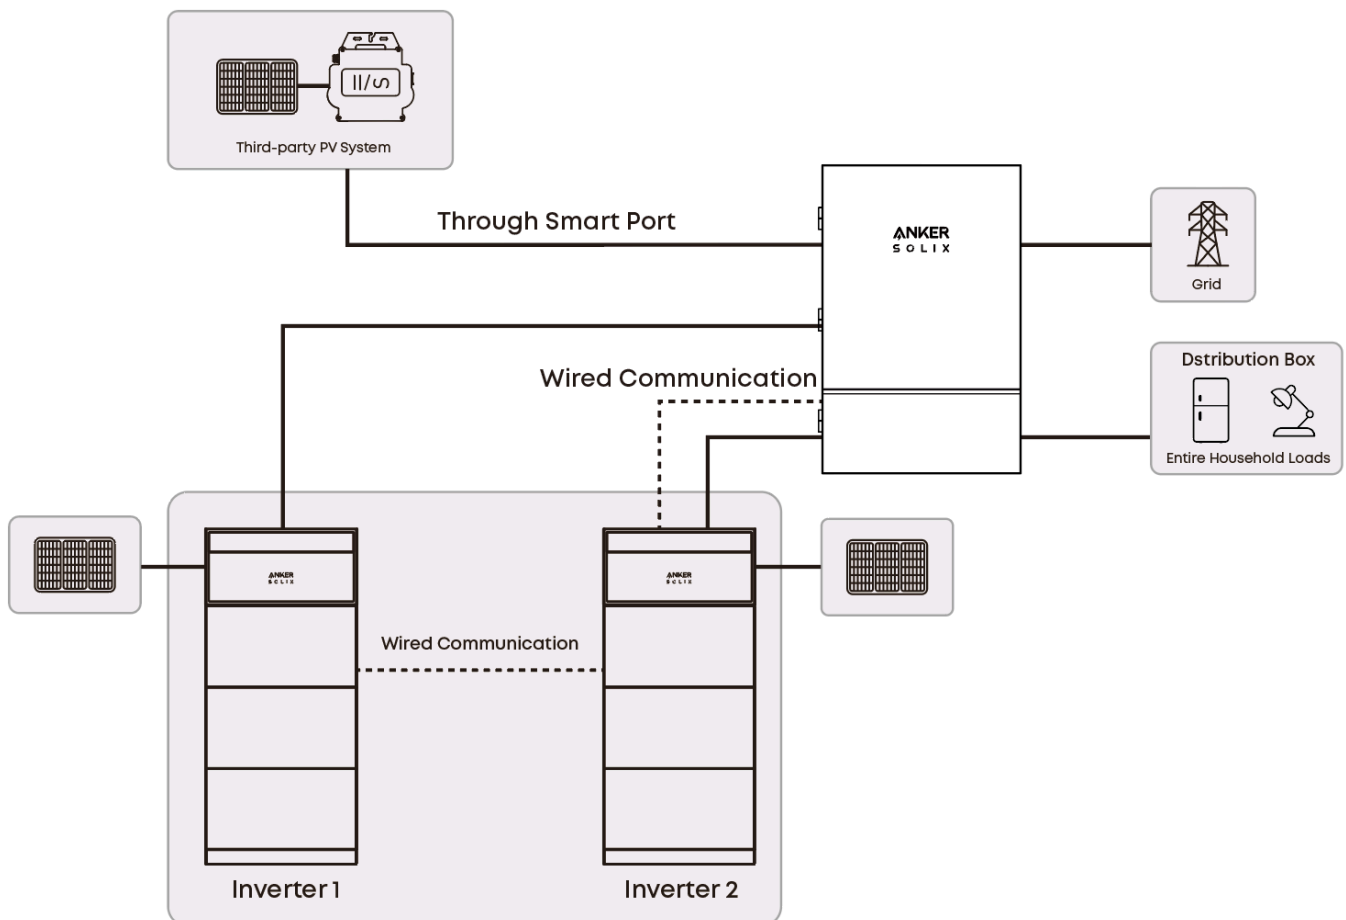 Third-party PV System
Through Smart Port
ANKER
SOLIX
Grid
Wired Communication
Dstribution Box
Entire Household Loads
ANKER
SOLIX
ANKER
SOLIX
Wired Communication
Inverter 1
Inverter 2